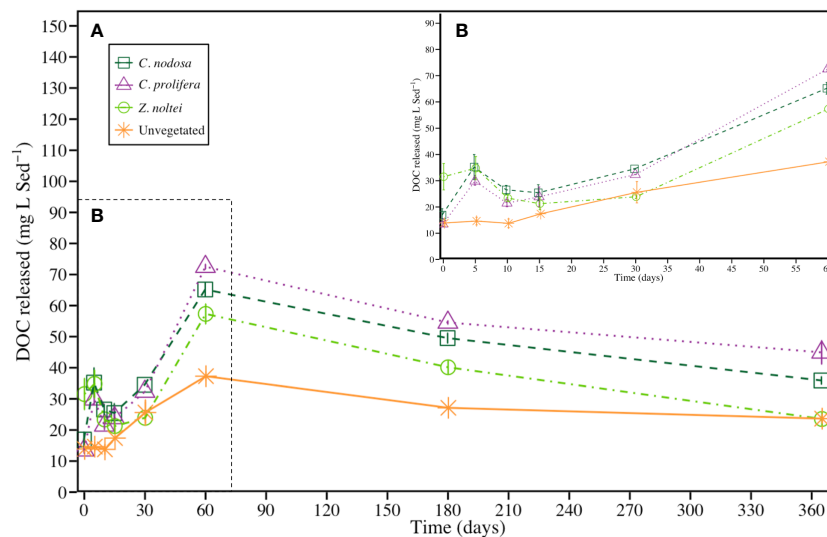 A
C. nodosa
C. prolifera
Z. noltei
Unvegetated
B
DOC released (mg L Sed⁻¹)
150
140
130
120
110
100
90
80
70
60
50
40
30
20
10
0
0 30 60 90 120 150 180 210 240 270 300 330 360
Time (days)
B
DOC released (mg L Sed⁻¹)
90
80
70
60
50
40
30
20
10
0
0 5 10 15 20 25 30 35 40 45 50 55 60
Time (days)